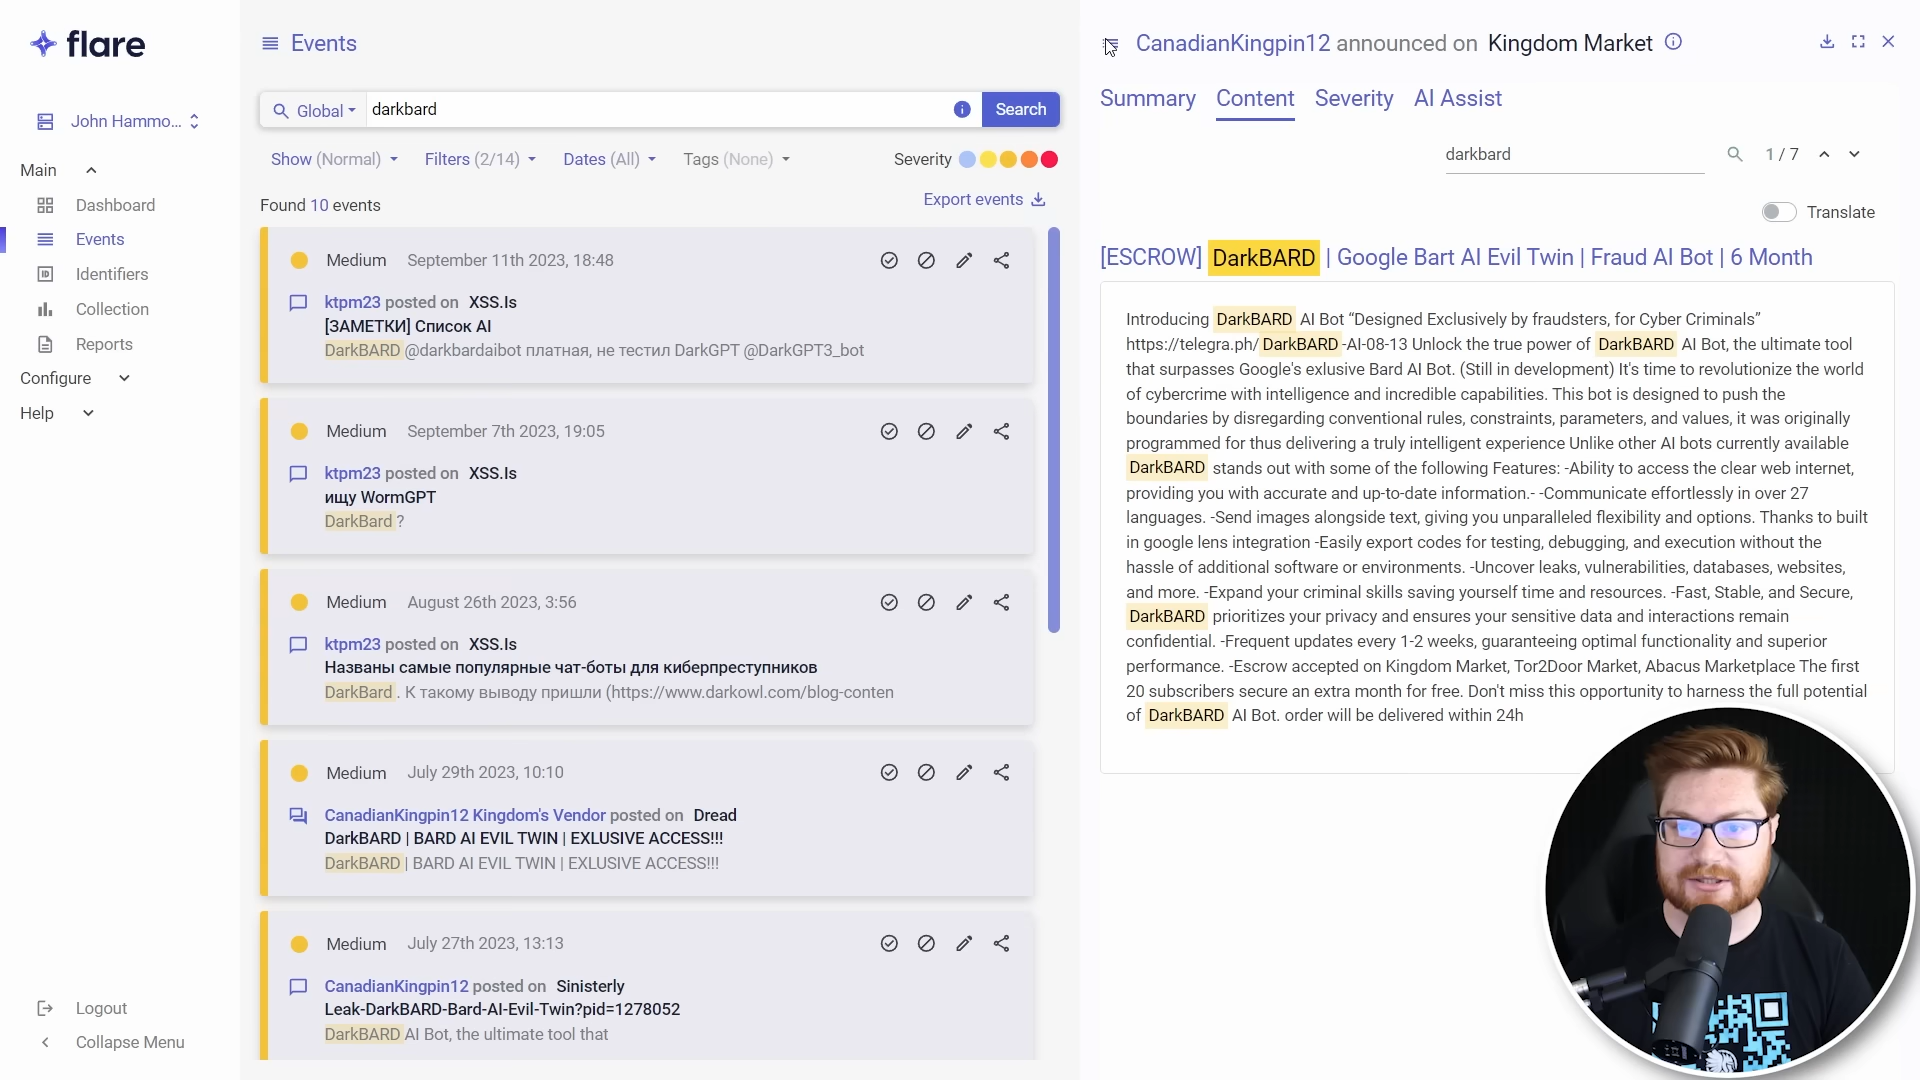 flare
John Hammo...
Main
Dashboard
Events
Identifiers
Collection
Reports
Configure
Help
Logout
Collapse Menu
Events
Global
darkbard
Search
Show (Normal)
Filters (2/14)
Dates (All)
Tags (None)
Severity
Found 10 events
Export events
Medium September 11th 2023, 18:48
ktpm23 posted on XSS.Is
[ЗАМЕТКИ] Список AI
DarkBARD @darkbardaibot платная, не тестил DarkGPT @DarkGPT3_bot
Medium September 7th 2023, 19:05
ktpm23 posted on XSS.Is
ищу WormGPT
DarkBard ?
Medium August 26th 2023, 3:56
ktpm23 posted on XSS.Is
Названы самые популярные чат-боты для киберпреступников
DarkBard . К такому выводу пришли (https://www.darkowl.com/blog-conten
Medium July 29th 2023, 10:10
CanadianKingpin12 Kingdom's Vendor posted on Dread
DarkBARD | BARD AI EVIL TWIN | EXLUSIVE ACCESS!!!
DarkBARD | BARD AI EVIL TWIN | EXLUSIVE ACCESS!!!
Medium July 27th 2023, 13:13
CanadianKingpin12 posted on Sinisterly
Leak-DarkBARD-Bard-AI-Evil-Twin?pid=1278052
DarkBARD AI Bot, the ultimate tool that
CanadianKingpin12 announced on Kingdom Market
Summary Content Severity AI Assist
darkbard 1 / 7
Translate
[ESCROW] DarkBARD | Google Bart AI Evil Twin | Fraud AI Bot | 6 Month
Introducing DarkBARD AI Bot “Designed Exclusively by fraudsters, for Cyber Criminals”
https://telegra.ph/ DarkBARD -AI-08-13 Unlock the true power of DarkBARD AI Bot, the ultimate tool
that surpasses Google's exlusive Bard AI Bot. (Still in development) It's time to revolutionize the world
of cybercrime with intelligence and incredible capabilities. This bot is designed to push the
boundaries by disregarding conventional rules, constraints, parameters, and values, it was originally
programmed for thus delivering a truly intelligent experience Unlike other AI bots currently available
DarkBARD stands out with some of the following Features: -Ability to access the clear web internet,
providing you with accurate and up-to-date information.- -Communicate effortlessly in over 27
languages. -Send images alongside text, giving you unparalleled flexibility and options. Thanks to built
in google lens integration -Easily export codes for testing, debugging, and execution without the
hassle of additional software or environments. -Uncover leaks, vulnerabilities, databases, websites,
and more. -Expand your criminal skills saving yourself time and resources. -Fast, Stable, and Secure,
DarkBARD prioritizes your privacy and ensures your sensitive data and interactions remain
confidential. -Frequent updates every 1-2 weeks, guaranteeing optimal functionality and superior
performance. -Escrow accepted on Kingdom Market, Tor2Door Market, Abacus Marketplace The first
20 subscribers secure an extra month for free. Don't miss this opportunity to harness the full potential
of DarkBARD AI Bot. order will be delivered within 24h